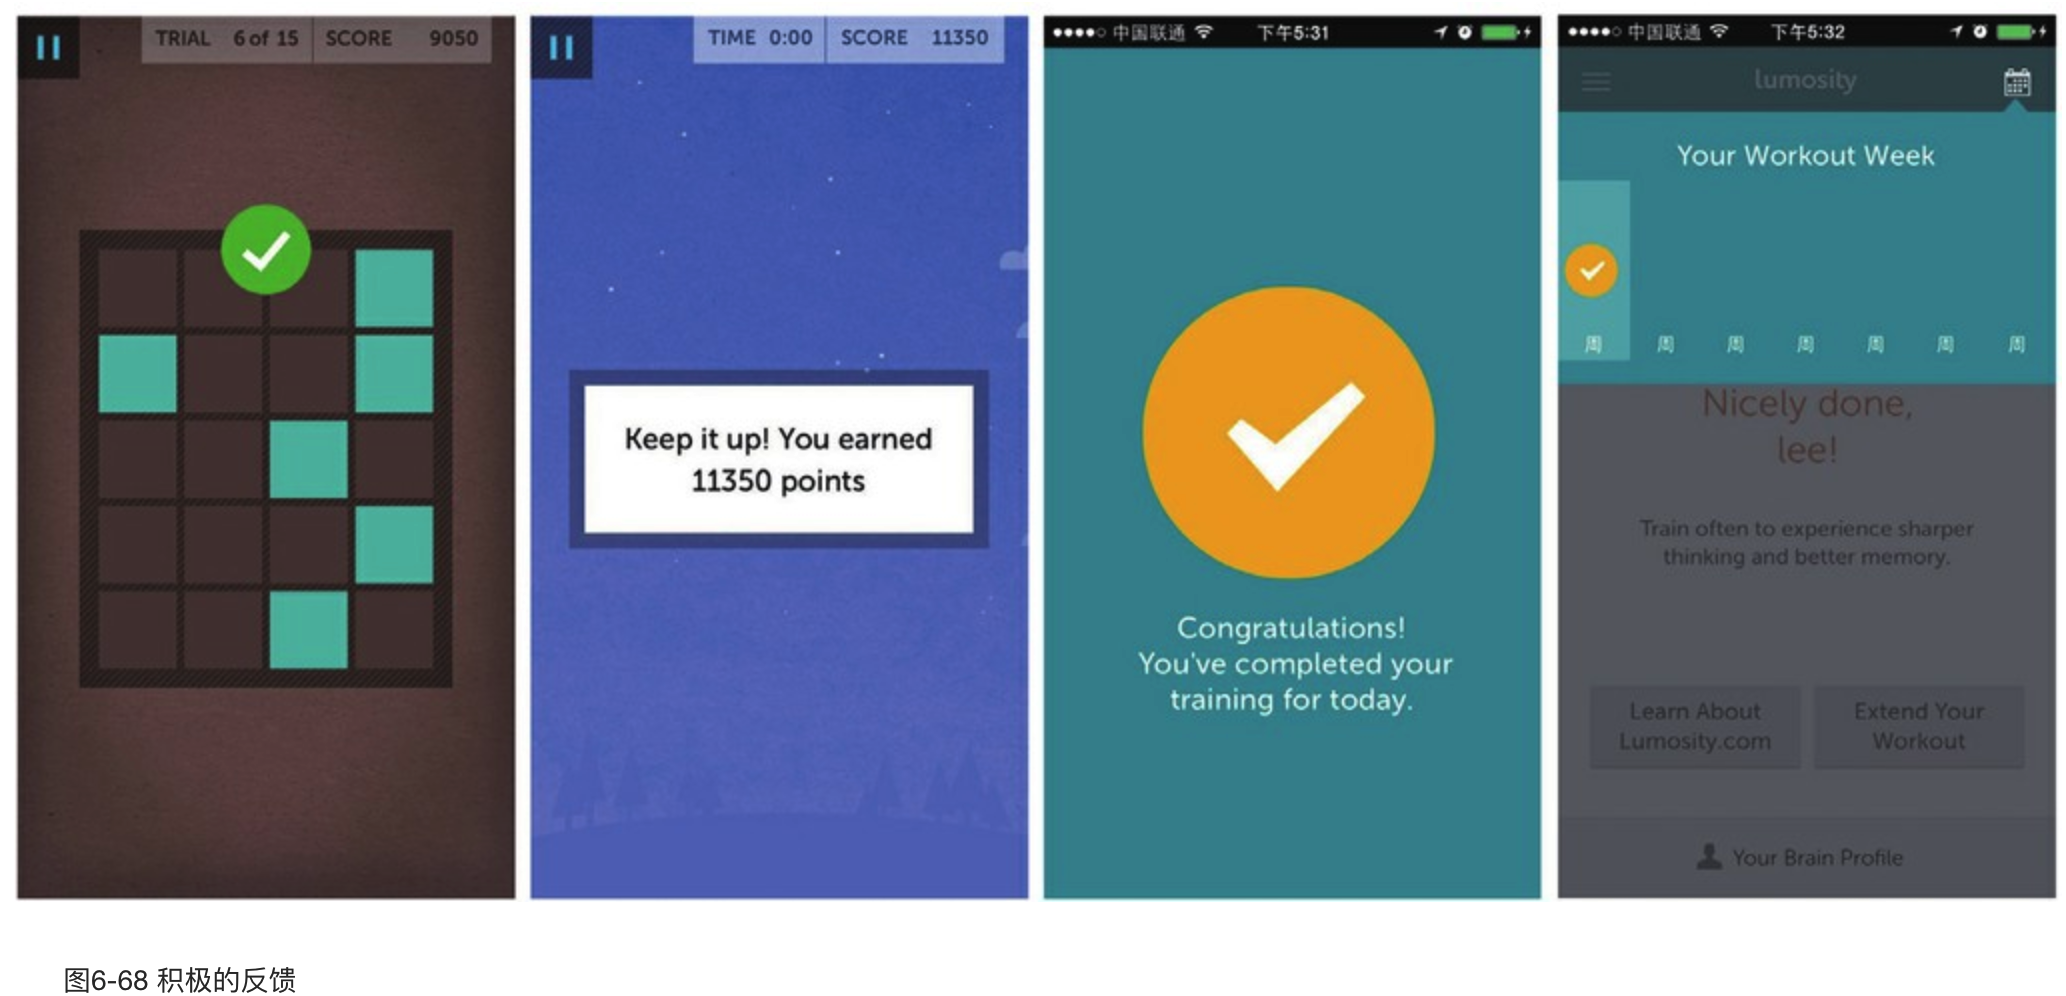 TRIAL 6 of 15 SCORE 9050
TIME 0:00 SCORE 11350
Keep it up! You earned
11350 points
中国联通 下午5:31
Congratulations!
You've completed your
training for today.
中国联通 下午5:32
lumosity
Your Workout Week
周 周 周 周 周 周 周
Nicely done,
lee!
Train often to experience sharper
thinking and better memory.
Learn About
Lumosity.com
Extend Your
Workout
Your Brain Profile
图6-68 积极的反馈